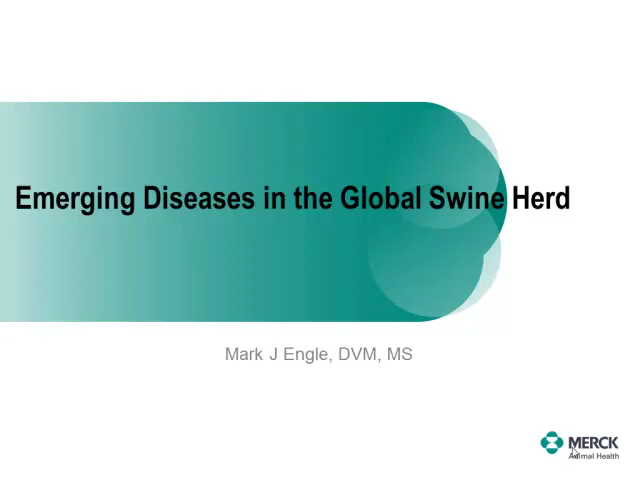 Emerging Diseases in the Global Swine Herd
Mark J Engle, DVM, MS
MERCK
Animal Health